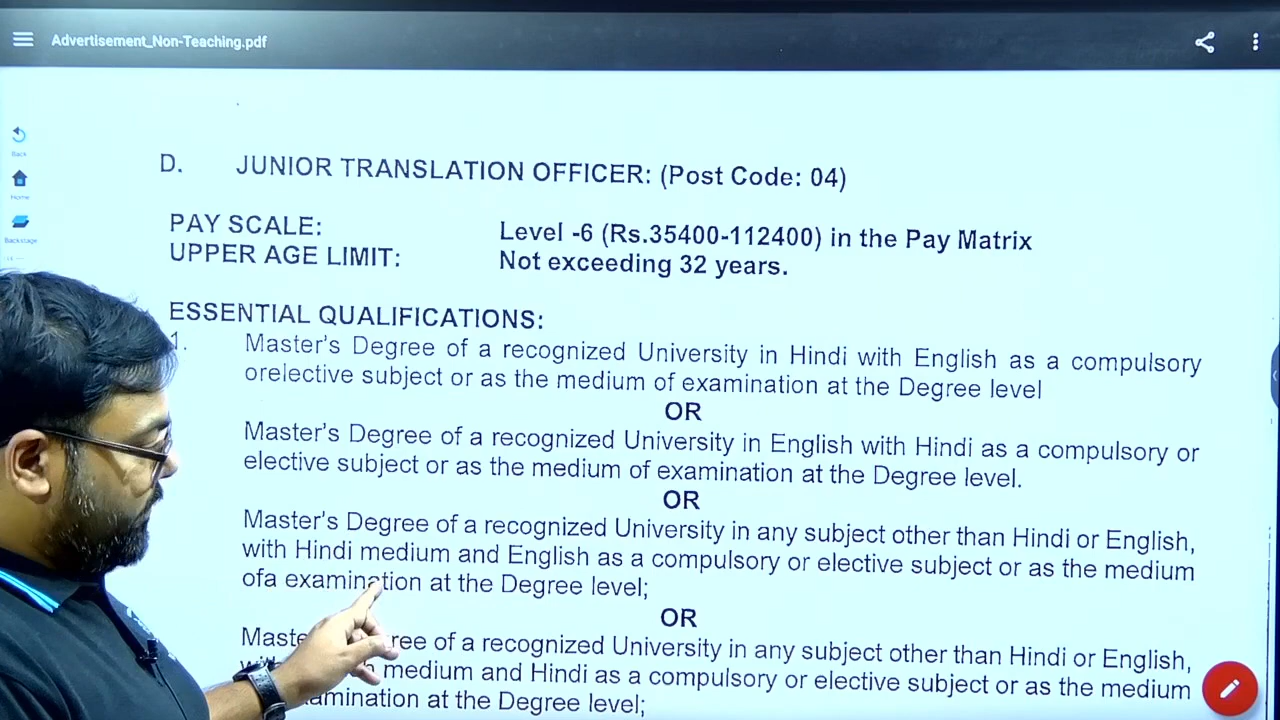 Advertisement_Non-Teaching.pdf
Back
Home
Backstage
D. JUNIOR TRANSLATION OFFICER: (Post Code: 04)
PAY SCALE: Level -6 (Rs.35400-112400) in the Pay Matrix
UPPER AGE LIMIT: Not exceeding 32 years.
ESSENTIAL QUALIFICATIONS:
1. Master's Degree of a recognized University in Hindi with English as a compulsory
orelective subject or as the medium of examination at the Degree level
OR
Master's Degree of a recognized University in English with Hindi as a compulsory or
elective subject or as the medium of examination at the Degree level.
OR
Master's Degree of a recognized University in any subject other than Hindi or English,
with Hindi medium and English as a compulsory or elective subject or as the medium
ofa examination at the Degree level;
OR
of a recognized University in any subject other than Hindi or English,
medium and Hindi as a compulsory or elective subject or as the medium
at the Degree level;